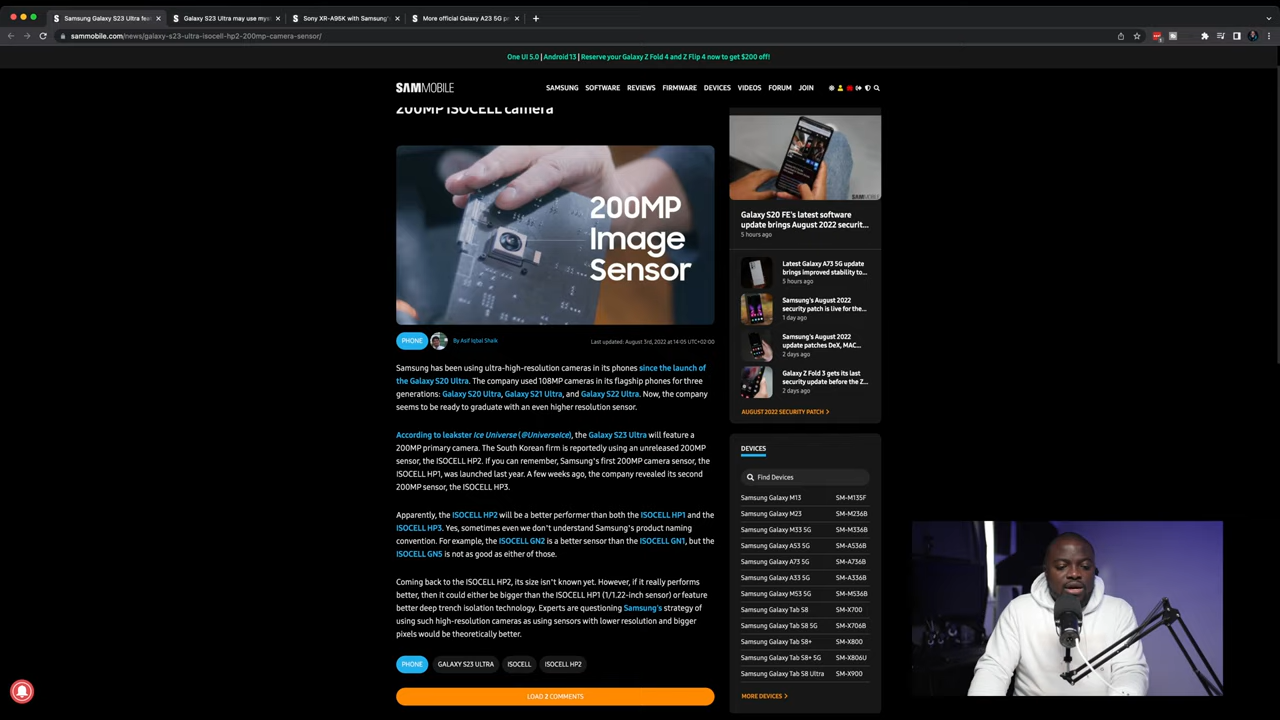 Samsung Galaxy S23 Ultra fea
Galaxy S23 Ultra may use mys
Sony XR-A95K with Samsung's
More official Galaxy A23 5G p
sammobile.com/news/galaxy-s23-ultra-isocell-hp2-200mp-camera-sensor/
One UI 5.0 | Android 13 | Reserve your Galaxy Z Fold 4 and Z Flip 4 now to get $200 off!
SAMMOBILE
SAMSUNG SOFTWARE REVIEWS FIRMWARE DEVICES VIDEOS FORUM JOIN
200MP ISOCELL camera
200MP
Image
Sensor
PHONE
By Asif Iqbal Shaik
Last updated: August 3rd, 2022 at 14:05 UTC+02:00
Samsung has been using ultra-high-resolution cameras in its phones since the launch of
the Galaxy S20 Ultra. The company used 108MP cameras in its flagship phones for three
generations: Galaxy S20 Ultra, Galaxy S21 Ultra, and Galaxy S22 Ultra. Now, the company
seems to be ready to graduate with an even higher resolution sensor.
According to leakster Ice Universe (@UniverseIce), the Galaxy S23 Ultra will feature a
200MP primary camera. The South Korean firm is reportedly using an unreleased 200MP
sensor, the ISOCELL HP2. If you can remember, Samsung's first 200MP camera sensor, the
ISOCELL HP1, was launched last year. A few weeks ago, the company revealed its second
200MP sensor, the ISOCELL HP3.
Apparently, the ISOCELL HP2 will be a better performer than both the ISOCELL HP1 and the
ISOCELL HP3. Yes, sometimes even we don't understand Samsung's product naming
convention. For example, the ISOCELL GN2 is a better sensor than the ISOCELL GN1, but the
ISOCELL GN5 is not as good as either of those.
Coming back to the ISOCELL HP2, its size isn't known yet. However, if it really performs
better, then it could either be bigger than the ISOCELL HP1 (1/1.22-inch sensor) or feature
better deep trench isolation technology. Experts are questioning Samsung's strategy of
using such high-resolution cameras as using sensors with lower resolution and bigger
pixels would be theoretically better.
PHONE
GALAXY S23 ULTRA
ISOCELL
ISOCELL HP2
LOAD 2 COMMENTS
SAMMOBILE
Galaxy S20 FE's latest software
update brings August 2022 securit...
5 hours ago
Latest Galaxy A73 5G update
brings improved stability to...
5 hours ago
Samsung's August 2022
security patch is live for the...
1 day ago
Samsung's August 2022
update patches DeX, MAC...
2 days ago
Galaxy Z Fold 3 gets its last
security update before the Z...
2 days ago
AUGUST 2022 SECURITY PATCH
DEVICES
Find Devices
Samsung Galaxy M13 SM-M135F
Samsung Galaxy M23 SM-M236B
Samsung Galaxy M33 5G SM-M336B
Samsung Galaxy A53 5G SM-A536B
Samsung Galaxy A73 5G SM-A736B
Samsung Galaxy A33 5G SM-A336B
Samsung Galaxy M53 5G SM-M536B
Samsung Galaxy Tab S8 SM-X700
Samsung Galaxy Tab S8 5G SM-X706B
Samsung Galaxy Tab S8+ SM-X800
Samsung Galaxy Tab S8+ 5G SM-X806U
Samsung Galaxy Tab S8 Ultra SM-X900
MORE DEVICES